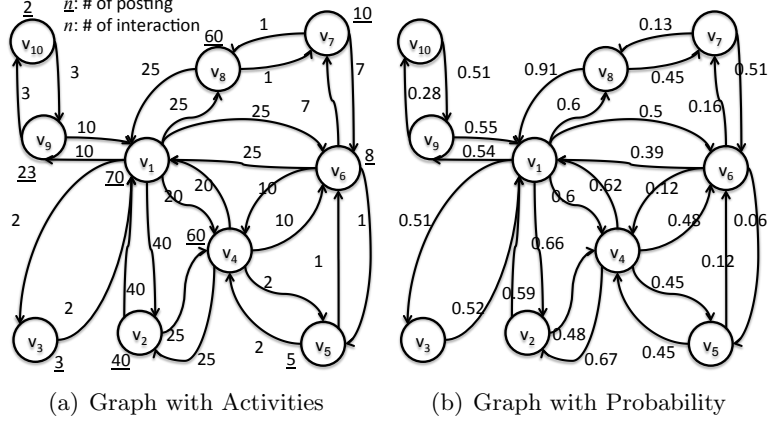 n: # of posting
n: # of interaction
2
10
60
1
0.13
v10
v7
v10
v7
v8
v8
3
25
1
7
0.51
0.91
0.45
0.51
3
25
25
7
0.28
0.6
0.5
0.16
v9
10
0.55
v9
10
v1
25
v6
8
0.54
v1
0.39
v6
23
70
20
20
10
0.6
0.62
0.12
2
60
10
1
0.51
0.48
0.06
40
v4
0.66
v4
40
2
1
0.59
0.45
0.12
2
0.52
v3
v2
25
v5
v3
v2
0.48
v5
3
40
25
2
5
0.67
0.45
(a) Graph with Activities
(b) Graph with Probability